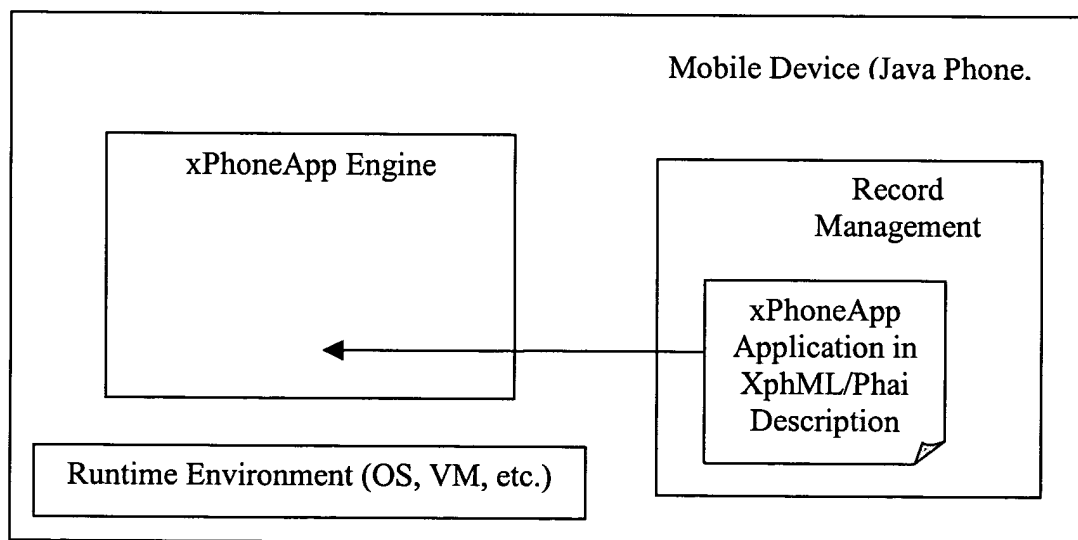 Mobile Device (Java Phone.
xPhoneApp Engine
Record
Management
xPhoneApp
Application in
XphML/Phai
Description
Runtime Environment (OS, VM, etc.)